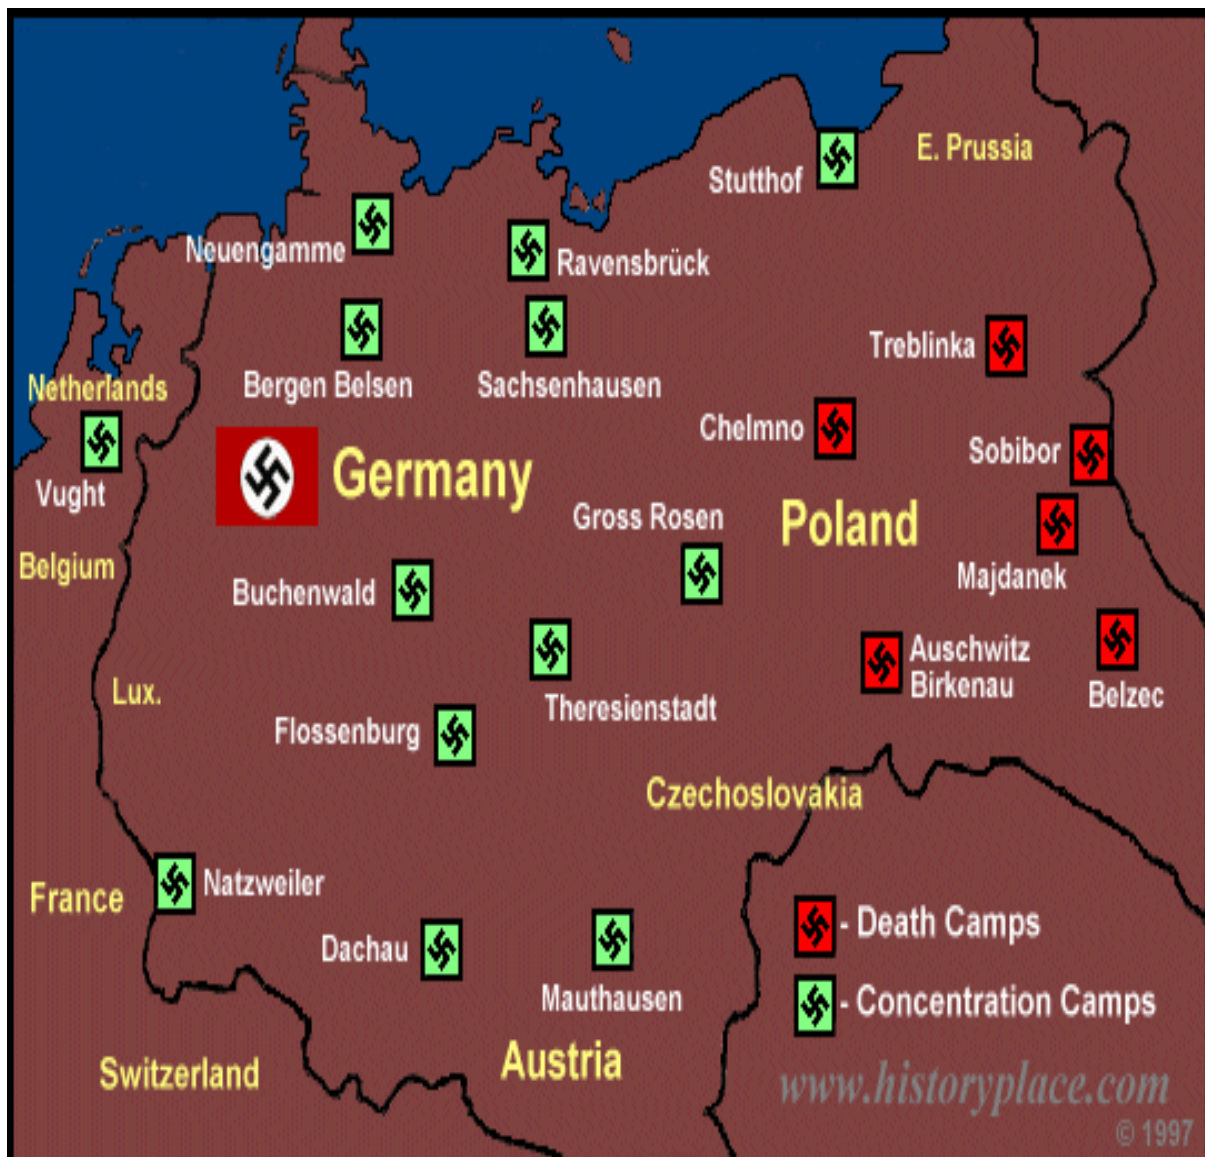 E. Prussia
Stutthof
Neuengamme
Ravensbrück
Treblinka
Bergen Belsen
Sachsenhausen
Netherlands
Chelmno
Sobibor
Vught
Germany
Gross Rosen
Poland
Belgium
Majdanek
Buchenwald
Auschwitz
Birkenau
Lux.
Belzec
Theresienstadt
Flossenburg
Czechoslovakia
France
Natzweiler
- Death Camps
Dachau
Mauthausen
- Concentration Camps
Switzerland
Austria
www.historyplace.com
© 1997